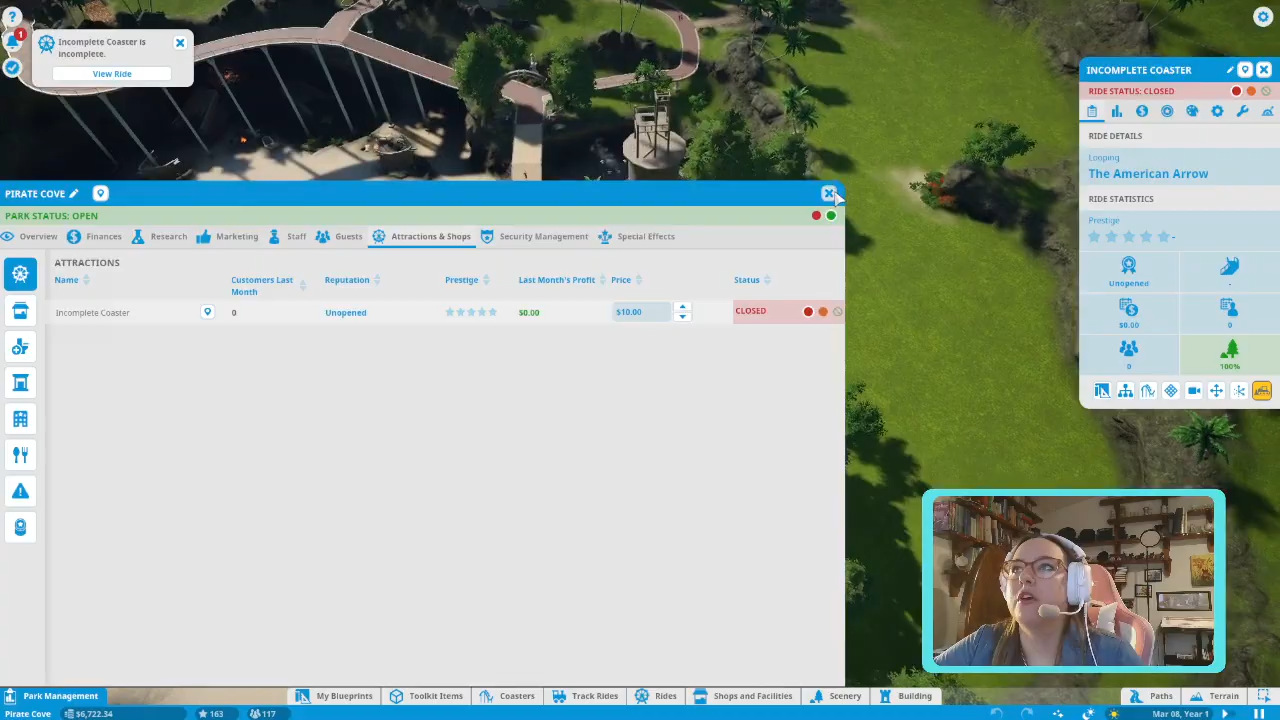 ?
1
Incomplete Coaster is
incomplete.
View Ride
INCOMPLETE COASTER
RIDE STATUS: CLOSED
RIDE DETAILS
Looping
The American Arrow
RIDE STATISTICS
Prestige
-
Unopened
-
$0.00
0
0
100%
PIRATE COVE
PARK STATUS: OPEN
Overview
Finances
Research
Marketing
Staff
Guests
Attractions & Shops
Security Management
Special Effects
ATTRACTIONS
Name
Customers Last
Month
Reputation
Prestige
Last Month's Profit
Price
Status
Incomplete Coaster
0
Unopened
$0.00
$10.00
CLOSED
Park Management
My Blueprints
Toolkit Items
Coasters
Track Rides
Rides
Shops and Facilities
Scenery
Building
Paths
Terrain
Pirate Cove
$6,722.34
163
117
Mar 08, Year 1